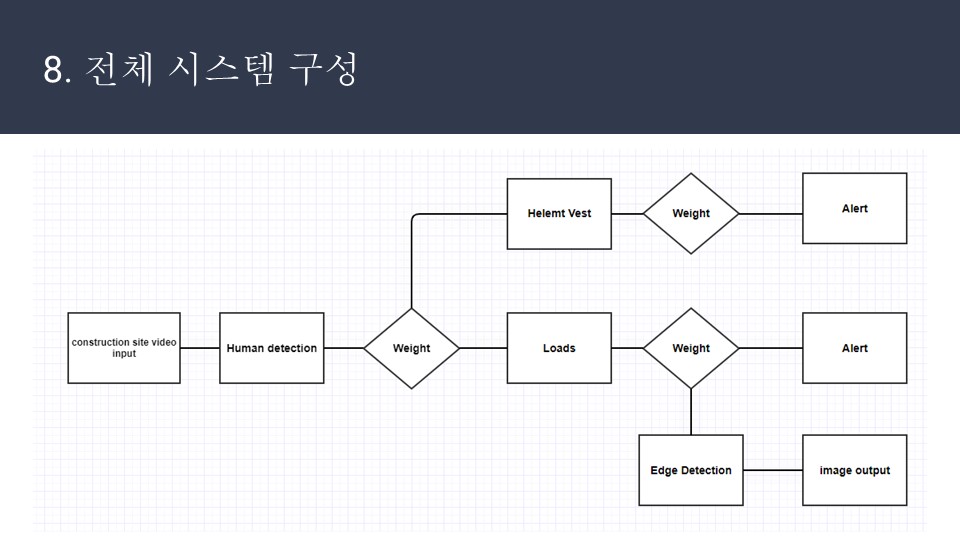 8. 전체 시스템 구성
Helemt Vest
Weight
Alert
construction site video
input
Human detection
Weight
Loads
Weight
Alert
Edge Detection
image output